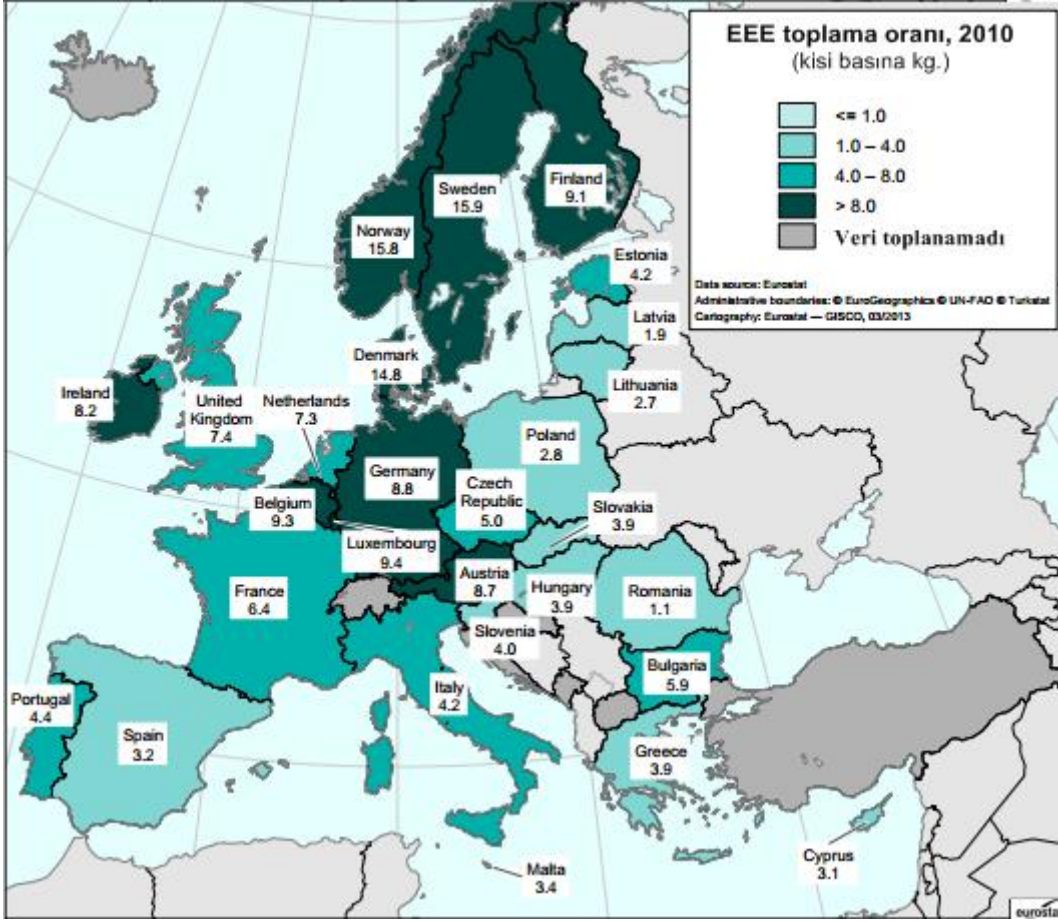 EEE toplama oranı, 2010
(kisi basına kg.)
<= 1.0
1.0 – 4.0
4.0 – 8.0
> 8.0
Veri toplanamadı
Data source: Eurostat
Administrative boundaries: © EuroGeographics © UN-FAO © Turkstat
Cartography: Eurostat — GISCO, 03/2013
Finland
9.1
Sweden
15.9
Norway
15.8
Estonia
4.2
Latvia
1.9
Denmark
14.8
Lithuania
2.7
Ireland
8.2
United
Kingdom
7.4
Netherlands
7.3
Poland
2.8
Germany
8.8
Czech
Republic
5.0
Belgium
9.3
Slovakia
3.9
Luxembourg
9.4
Austria
8.7
Hungary
3.9
Romania
1.1
France
6.4
Slovenia
4.0
Bulgaria
5.9
Italy
4.2
Portugal
4.4
Spain
3.2
Greece
3.9
Cyprus
3.1
Malta
3.4